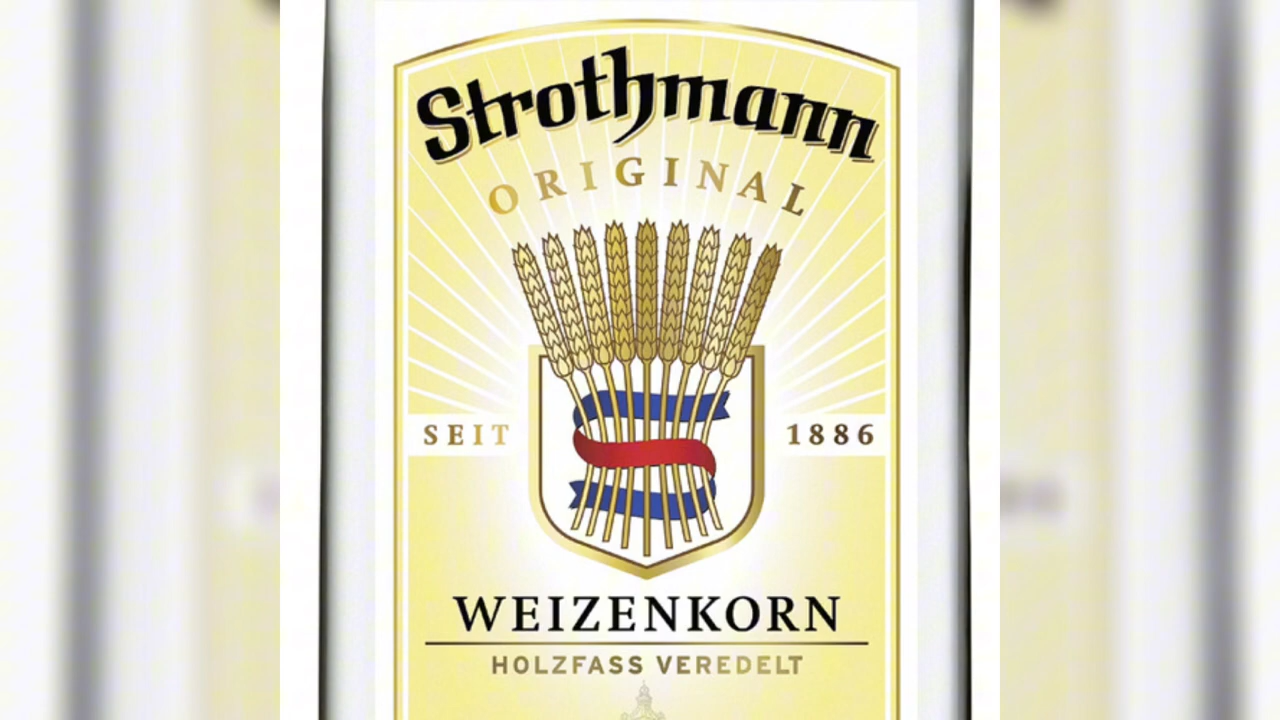 Strothmann
ORIGINAL
SEIT 1886
WEIZENKORN
HOLZFASS VEREDELT